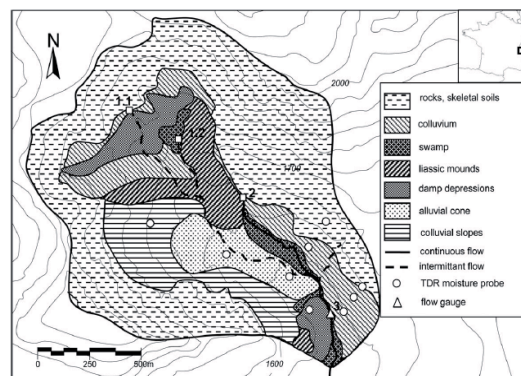 N
2000
1.1
1.2
1700
2
3
1600
0 250 500m
rocks, skeletal soils
colluvium
swamp
liassic mounds
damp depressions
alluvial cone
colluvial slopes
continuous flow
intermittant flow
TDR moisture probe
flow gauge